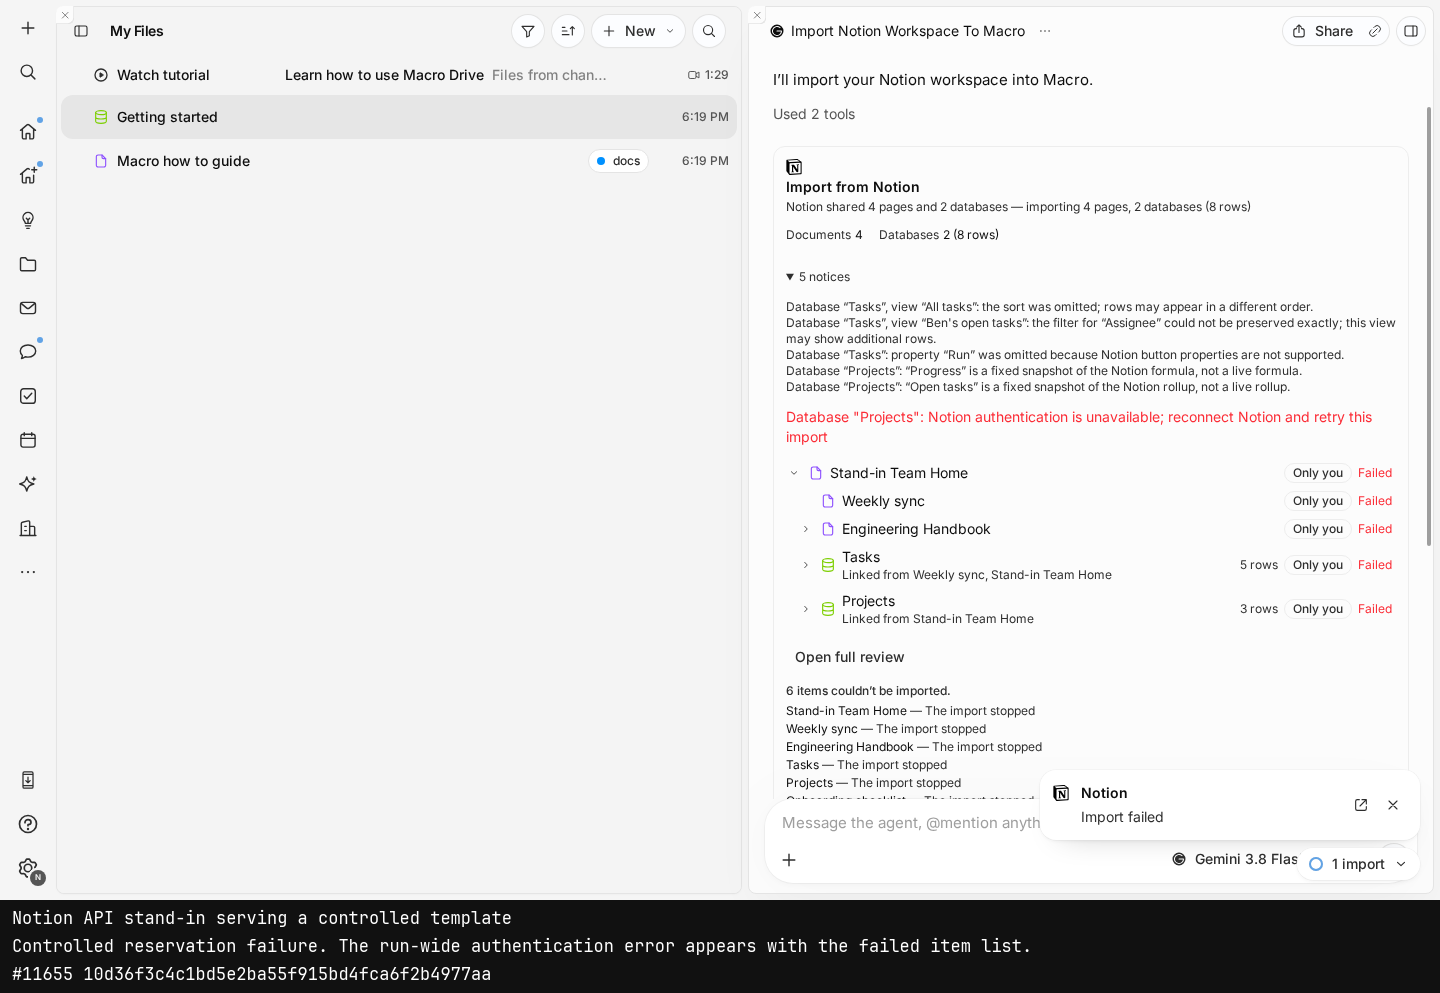 My Files
New
Watch tutorial
Learn how to use Macro Drive Files from chan...
1:29
Getting started
6:19 PM
Macro how to guide
docs
6:19 PM
N
Import Notion Workspace To Macro
Share
I’ll import your Notion workspace into Macro.
Used 2 tools
Import from Notion
Notion shared 4 pages and 2 databases — importing 4 pages, 2 databases (8 rows)
Documents 4 Databases 2 (8 rows)
5 notices
Database “Tasks”, view “All tasks”: the sort was omitted; rows may appear in a different order.
Database “Tasks”, view “Ben's open tasks”: the filter for “Assignee” could not be preserved exactly; this view
may show additional rows.
Database “Tasks”: property “Run” was omitted because Notion button properties are not supported.
Database “Projects”: “Progress” is a fixed snapshot of the Notion formula, not a live formula.
Database “Projects”: “Open tasks” is a fixed snapshot of the Notion rollup, not a live rollup.
Database "Projects": Notion authentication is unavailable; reconnect Notion and retry this
import
Stand-in Team Home Only you Failed
Weekly sync Only you Failed
Engineering Handbook Only you Failed
Tasks
Linked from Weekly sync, Stand-in Team Home
5 rows Only you Failed
Projects
Linked from Stand-in Team Home
3 rows Only you Failed
Open full review
6 items couldn’t be imported.
Stand-in Team Home — The import stopped
Weekly sync — The import stopped
Engineering Handbook — The import stopped
Tasks — The import stopped
Projects — The import stopped
Onboarding checklist — The import stopped
Message the agent, @mention anyth
Notion
Import failed
Gemini 3.8 Flas
1 import
Notion API stand-in serving a controlled template
Controlled reservation failure. The run-wide authentication error appears with the failed item list.
#11655 10d36f3c4c1bd5e2ba55f915bd4fca6f2b4977aa